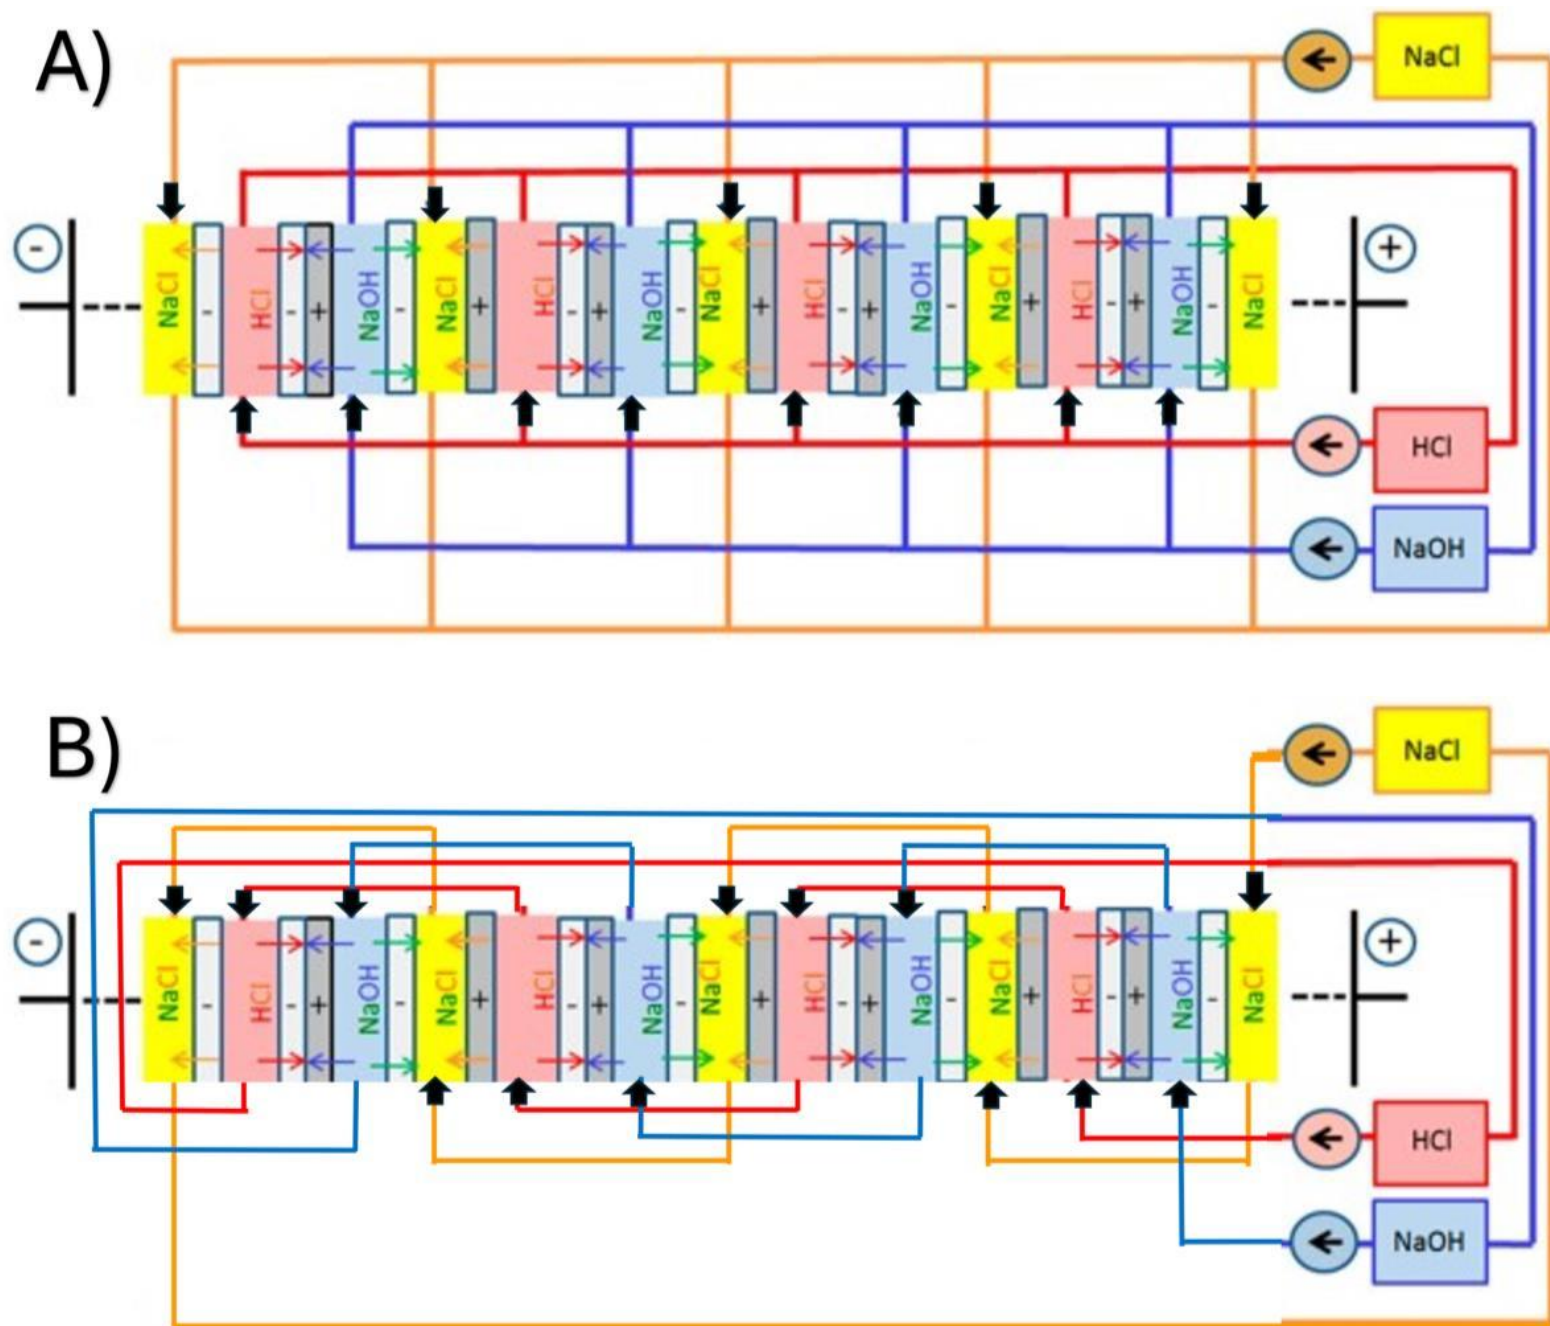 A)
NaCl
-
NaCl
-
HCl
-
+
NaOH
-
NaCl
+
HCl
-
+
NaOH
-
NaCl
+
HCl
-
+
NaOH
-
NaCl
+
HCl
-
+
NaOH
-
NaCl
+
HCl
NaOH
B)
NaCl
-
NaCl
-
HCl
-
+
NaOH
-
NaCl
+
HCl
-
+
NaOH
-
NaCl
+
HCl
-
+
NaOH
-
NaCl
+
HCl
-
+
NaOH
-
NaCl
+
HCl
NaOH